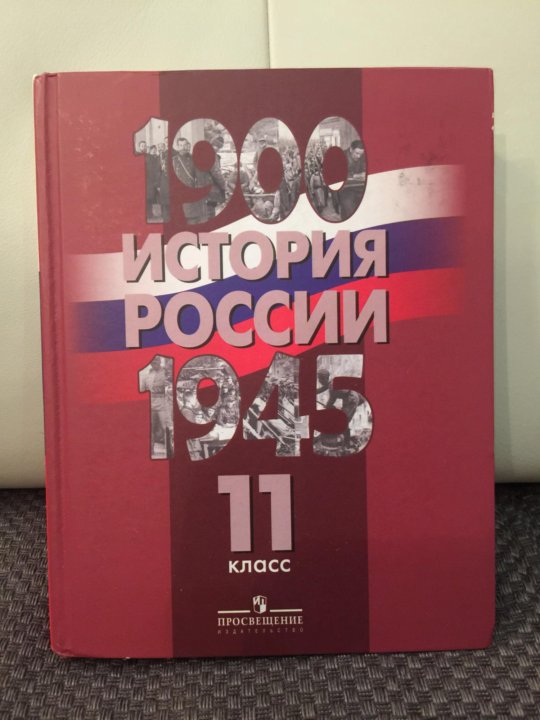 1900
ИСТОРИЯ
РОССИИ
1945
11
класс
ПРОСВЕЩЕНИЕ
ИЗДАТЕЛЬСТВО